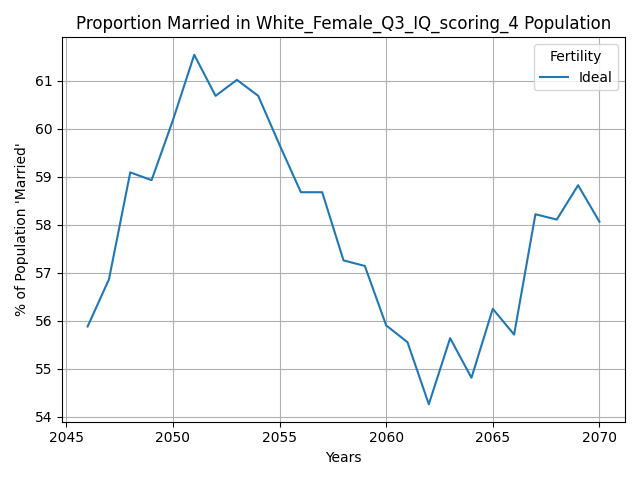 Proportion Married in White_Female_Q3_IQ_scoring_4 Population
Fertility
Ideal
% of Population 'Married'
61
60
59
58
57
56
55
54
2045
2050
2055
2060
2065
2070
Years